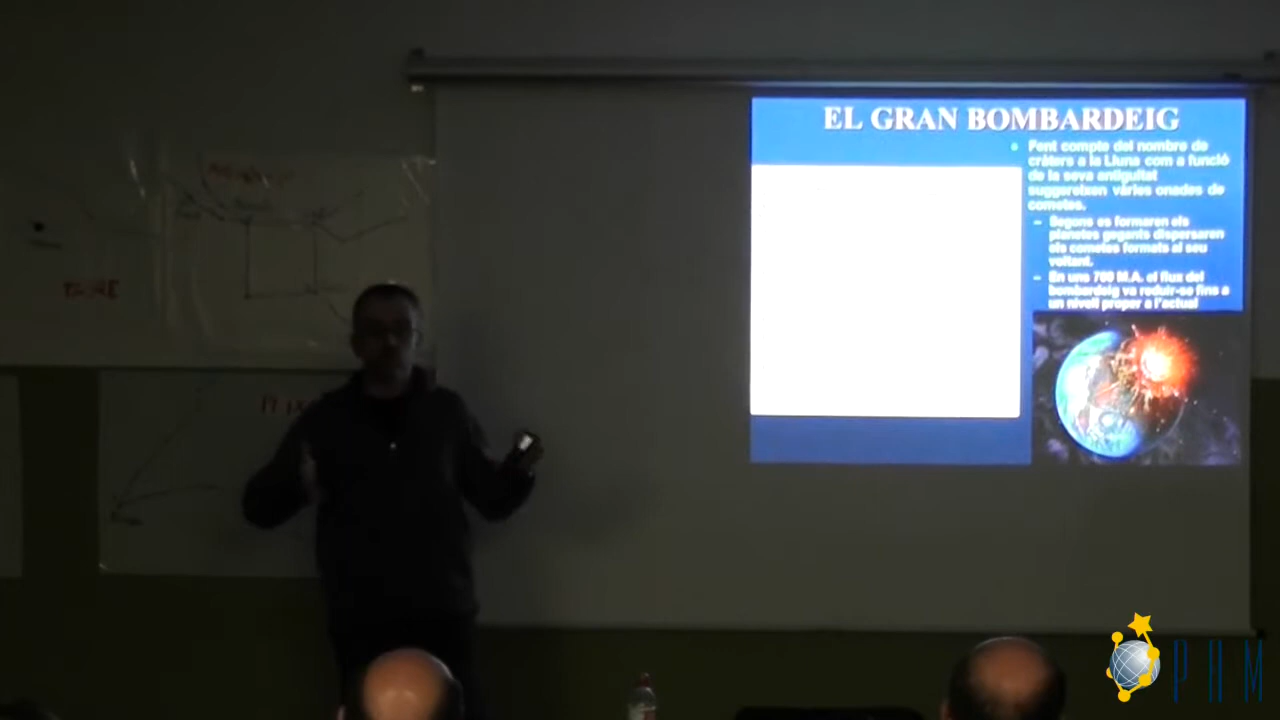 EL GRAN BOMBARDEIG
Fent compte del nombre de
cràters a la Lluna com a funció
de la seva antiguitat
suggereixen vàries onades de
cometes.
– Segons es formaren els
planetes gegants dispersaren
els cometes formats al seu
voltant.
– En uns 700 M.A. el flux del
bombardeig va reduir-se fins a
un nivell proper a l'actual
PHM